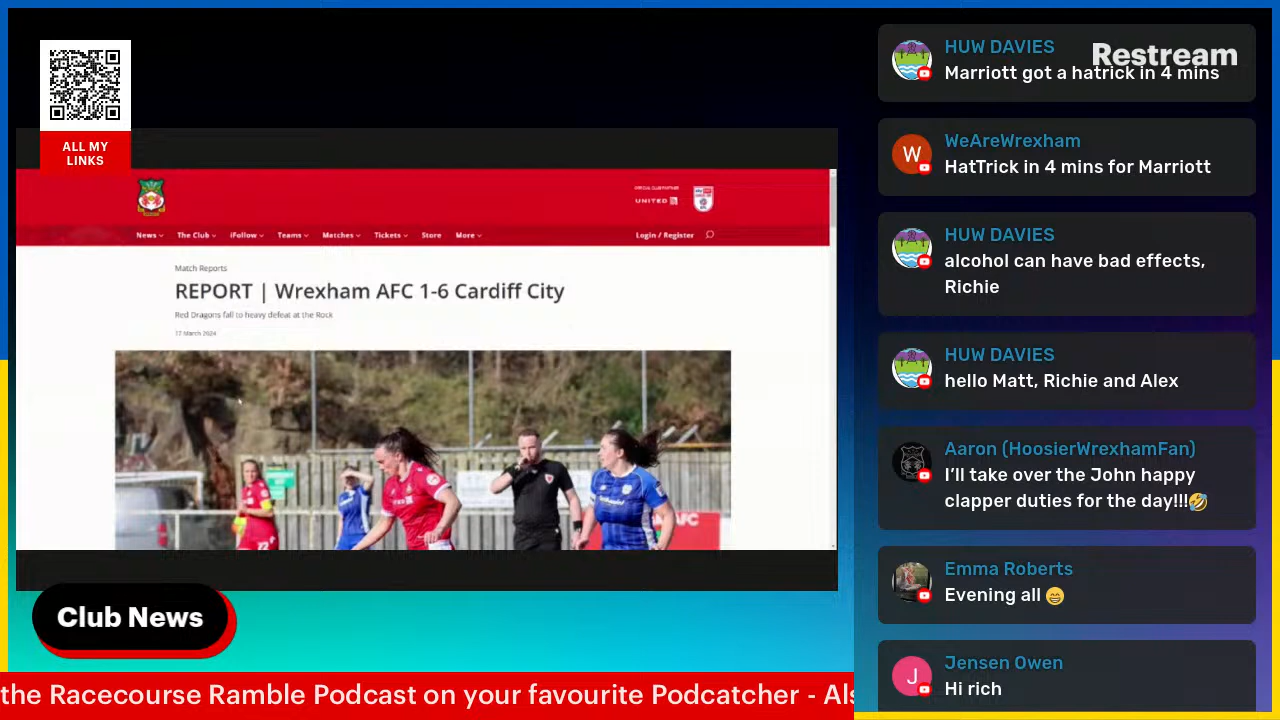 ALL MY
LINKS
UNITED
News
The Club
iFollow
Teams
Matches
Tickets
Store
More
Login / Register
Match Reports
REPORT | Wrexham AFC 1-6 Cardiff City
Red Dragons fall to heavy defeat at the Rock
17 March 2024
Club News
the Racecourse Ramble Podcast on your favourite Podcatcher - Als
Restream
HUW DAVIES
Marriott got a hatrick in 4 mins
W
WeAreWrexham
HatTrick in 4 mins for Marriott
HUW DAVIES
alcohol can have bad effects,
Richie
HUW DAVIES
hello Matt, Richie and Alex
Aaron (HoosierWrexhamFan)
I’ll take over the John happy
clapper duties for the day!!!🤣
Emma Roberts
Evening all 😄
J
Jensen Owen
Hi rich